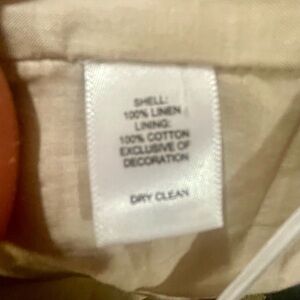 SHELL:
100% LINEN
LINING:
100% COTTON
EXCLUSIVE OF
DECORATION
DRY CLEAN